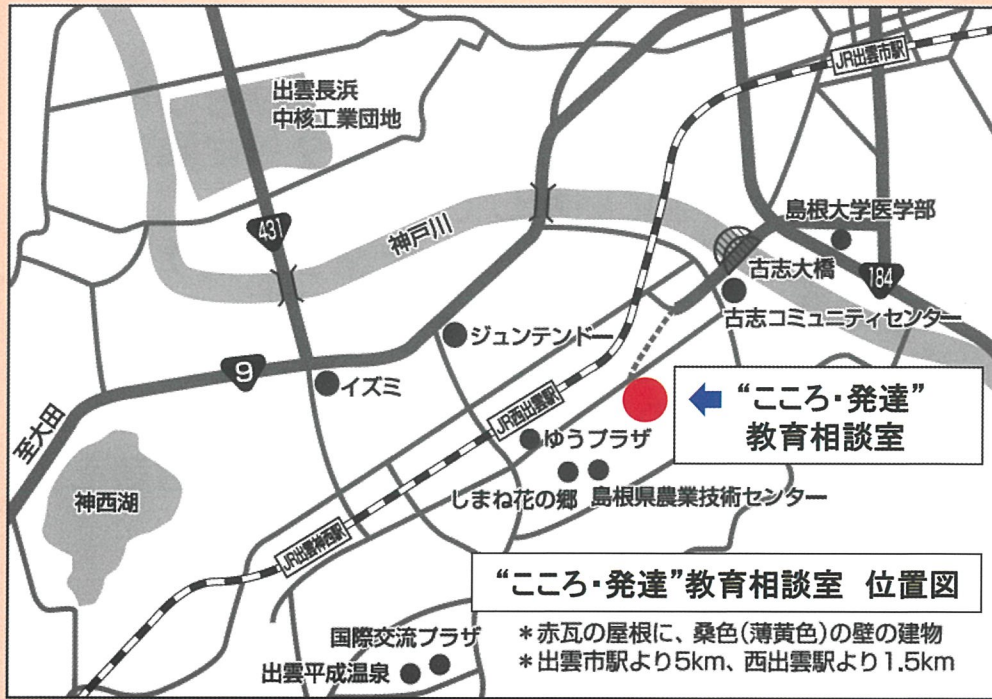 JR出雲市駅
出雲長浜
中核工業団地
431
神戸川
島根大学医学部
古志大橋
184
古志コミュニティセンター
ジュンテンドー
9
イズミ
至大田
JR西出雲駅
“こころ・発達”
教育相談室
ゆうプラザ
しまね花の郷
島根県農業技術センター
神西湖
JR出雲神西駅
“こころ・発達”教育相談室 位置図
国際交流プラザ
出雲平成温泉
＊赤瓦の屋根に、桑色(薄黄色)の壁の建物
＊出雲市駅より5km、西出雲駅より1.5km